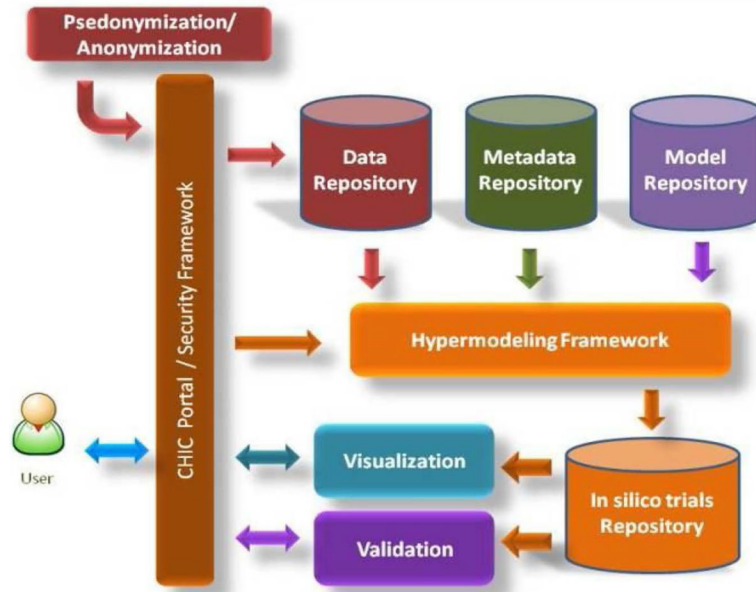 Psedonymization/
Anonymization
CHIC Portal / Security Framework
Data
Repository
Metadata
Repository
Model
Repository
Hypermodeling Framework
User
Visualization
In silico trials
Repository
Validation